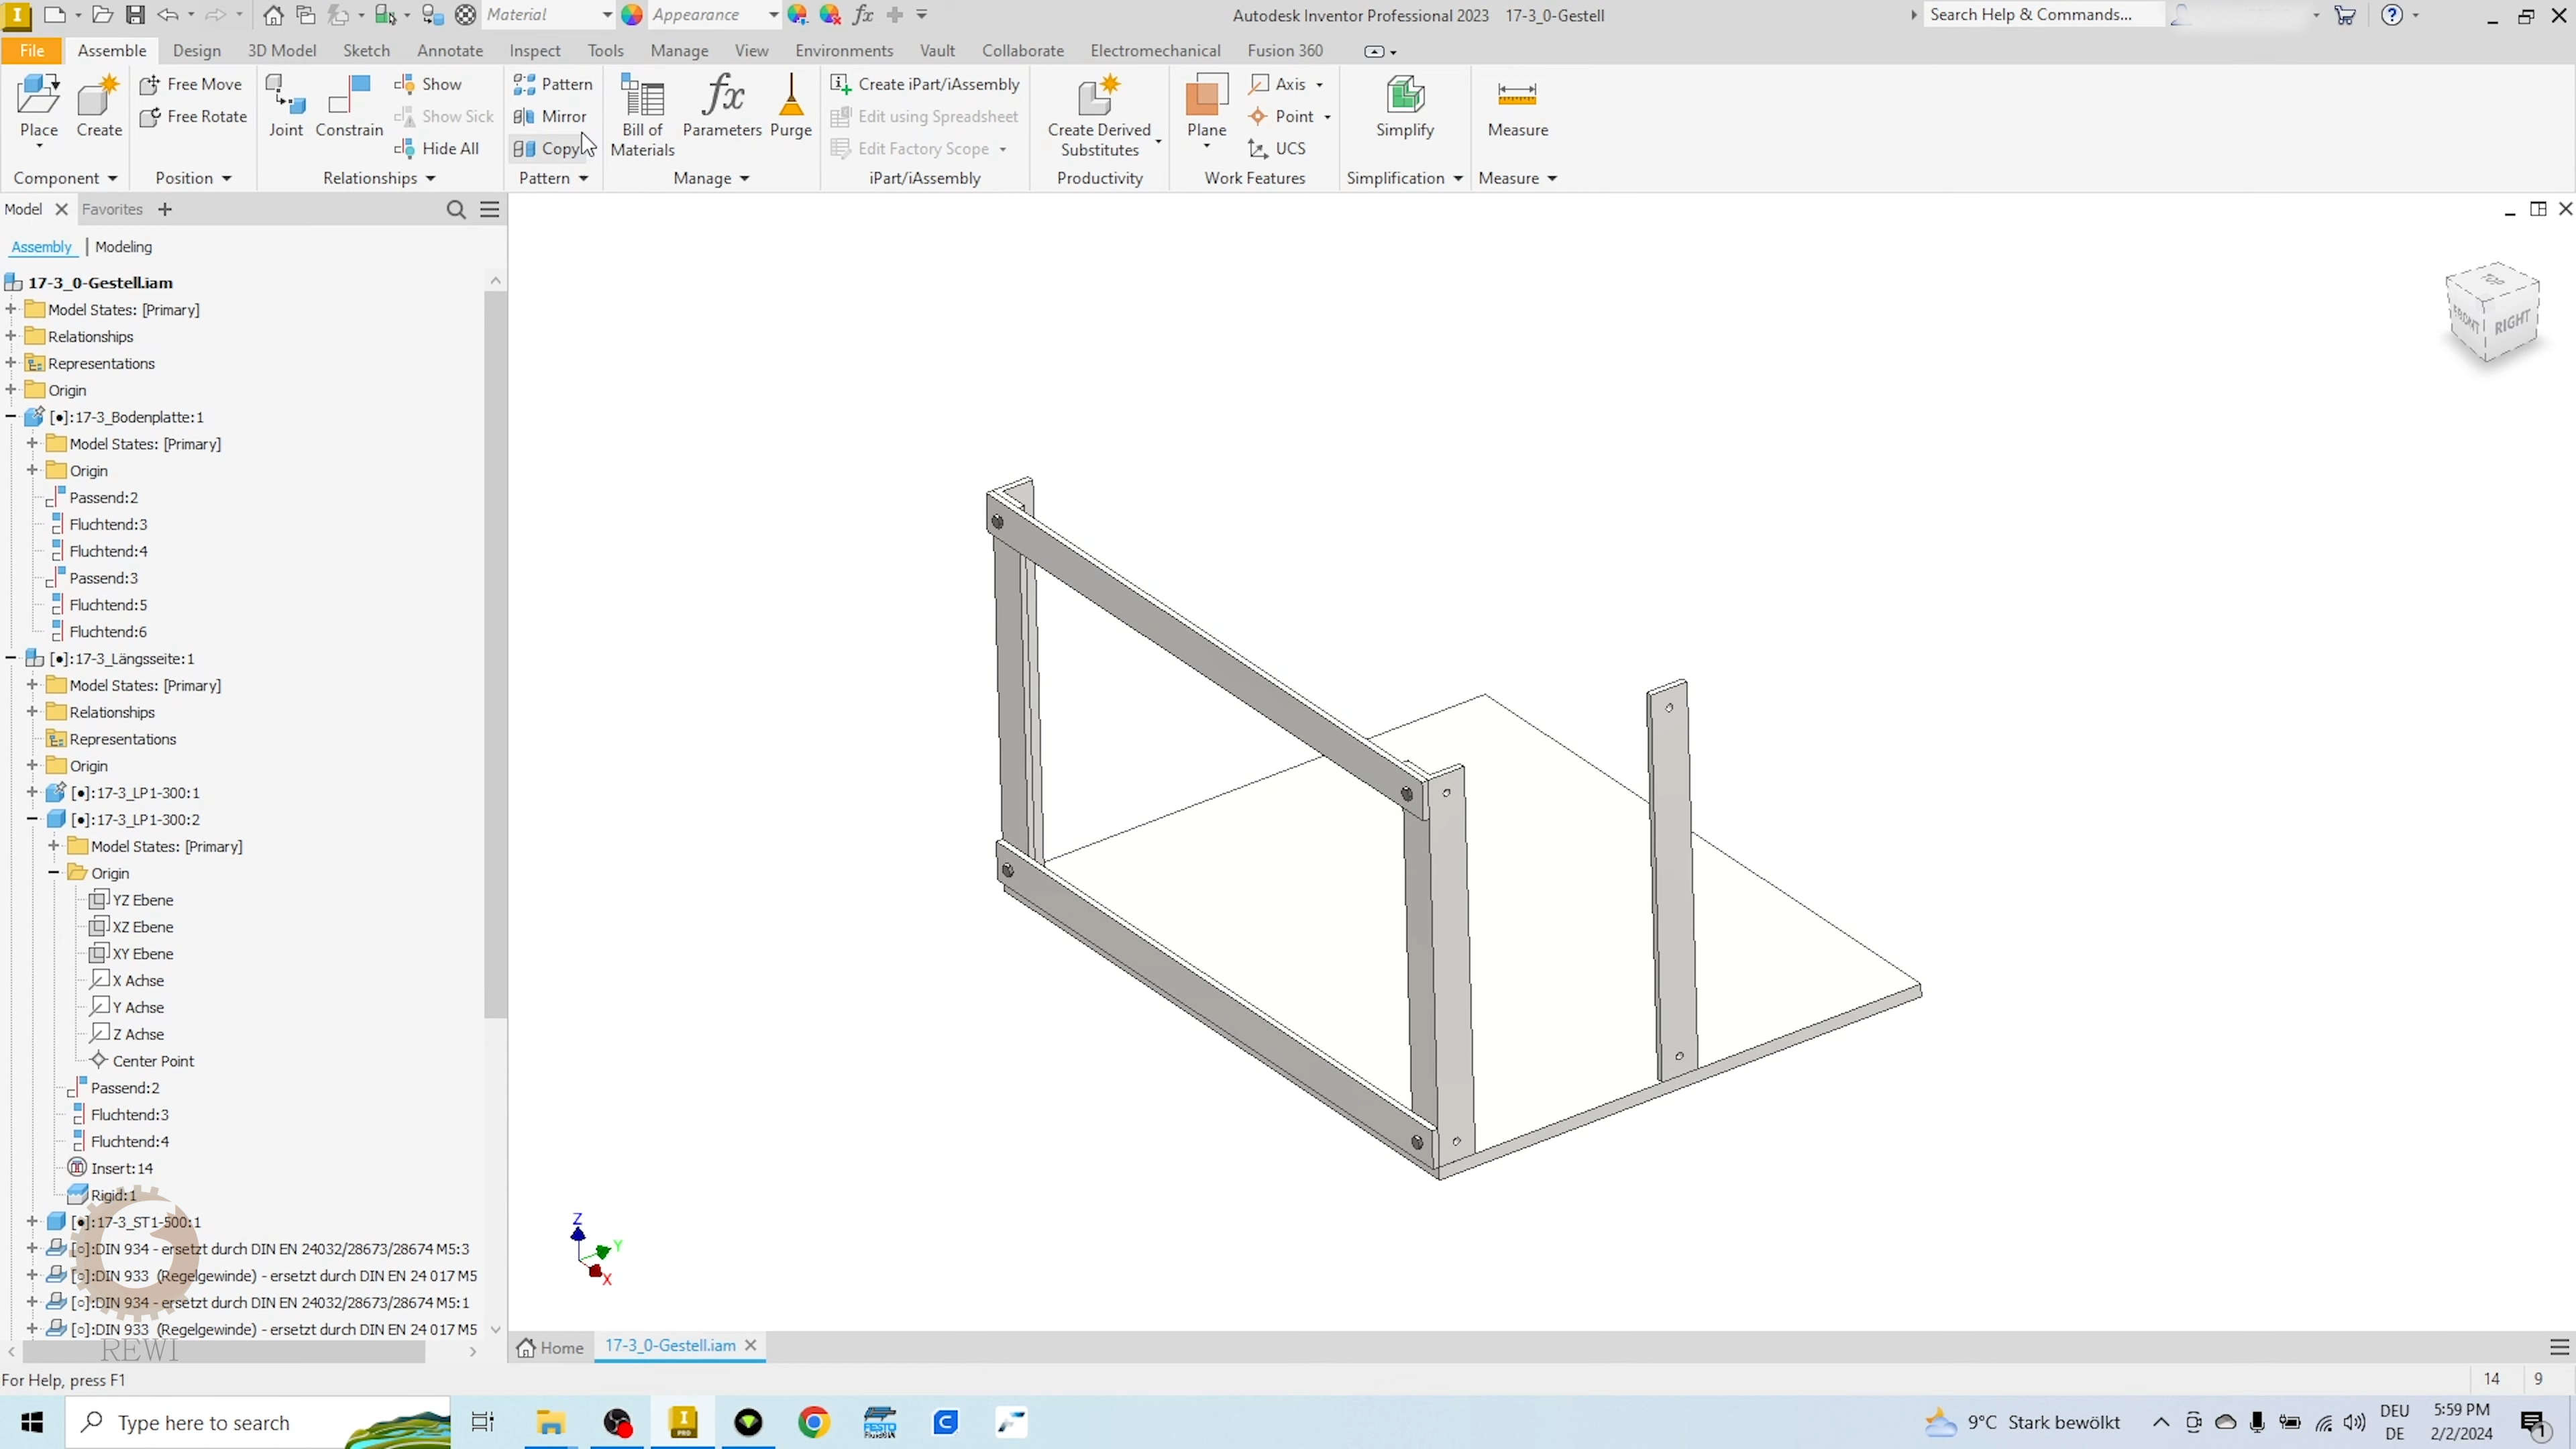 Material
Appearance
fx
Autodesk Inventor Professional 2023 17-3_0-Gestell
Search Help & Commands...
File Assemble Design 3D Model Sketch Annotate Inspect Tools Manage View Environments Vault Collaborate Electromechanical Fusion 360
Place
Create
Component
Free Move
Free Rotate
Position
Joint
Constrain
Show
Show Sick
Hide All
Relationships
Pattern
Mirror
Copy
Pattern
Bill of
Materials
fx
Parameters
Purge
Manage
Create iPart/iAssembly
Edit using Spreadsheet
Edit Factory Scope
iPart/iAssembly
Create Derived
Substitutes
Productivity
Plane
Axis
Point
UCS
Work Features
Simplify
Simplification
Measure
Measure
Model Favorites
Assembly | Modeling
17-3_0-Gestell.iam
Model States: [Primary]
Relationships
Representations
Origin
[●]:17-3_Bodenplatte:1
Model States: [Primary]
Origin
Passend:2
Fluchtend:3
Fluchtend:4
Passend:3
Fluchtend:5
Fluchtend:6
[●]:17-3_Längsseite:1
Model States: [Primary]
Relationships
Representations
Origin
[●]:17-3_LP1-300:1
[●]:17-3_LP1-300:2
Model States: [Primary]
Origin
YZ Ebene
XZ Ebene
XY Ebene
X Achse
Y Achse
Z Achse
Center Point
Passend:2
Fluchtend:3
Fluchtend:4
Insert:14
Rigid:1
[●]:17-3_ST1-500:1
[○]:DIN 934 - ersetzt durch DIN EN 24032/28673/28674 M5:3
[○]:DIN 933 (Regelgewinde) - ersetzt durch DIN EN 24 017 M5
[○]:DIN 934 - ersetzt durch DIN EN 24032/28673/28674 M5:1
[○]:DIN 933 (Regelgewinde) - ersetzt durch DIN EN 24 017 M5
REWI
FRONT RIGHT
Z
Y
X
Home 17-3_0-Gestell.iam
For Help, press F1
14 9
Type here to search
PRO
FESTO
9°C Stark bewölkt
DEU
DE
5:59 PM
2/2/2024
1